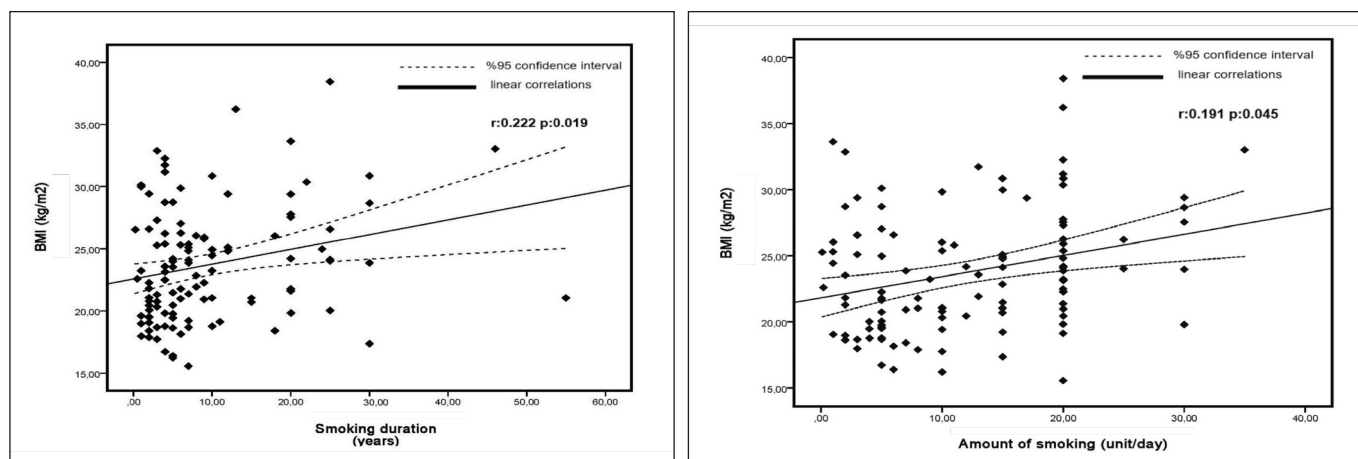 40,00
35,00
30,00
25,00
20,00
15,00
BMI (kg/m2)
%95 confidence interval
linear correlations
r:0.222 p:0.019
,00
10,00
20,00
30,00
40,00
50,00
60,00
Smoking duration
(years)
40,00
35,00
30,00
25,00
20,00
15,00
BMI (kg/m2)
%95 confidence interval
linear correlations
r:0.191 p:0.045
,00
10,00
20,00
30,00
40,00
Amount of smoking (unit/day)